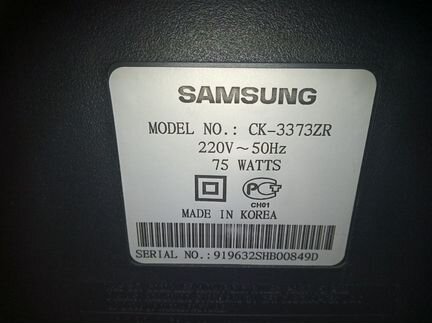 SAMSUNG
MODEL NO.: CK-3373ZR
220V~50Hz
75 WATTS
PCT
CH01
MADE IN KOREA
SERIAL NO.: 919632SHB00849D